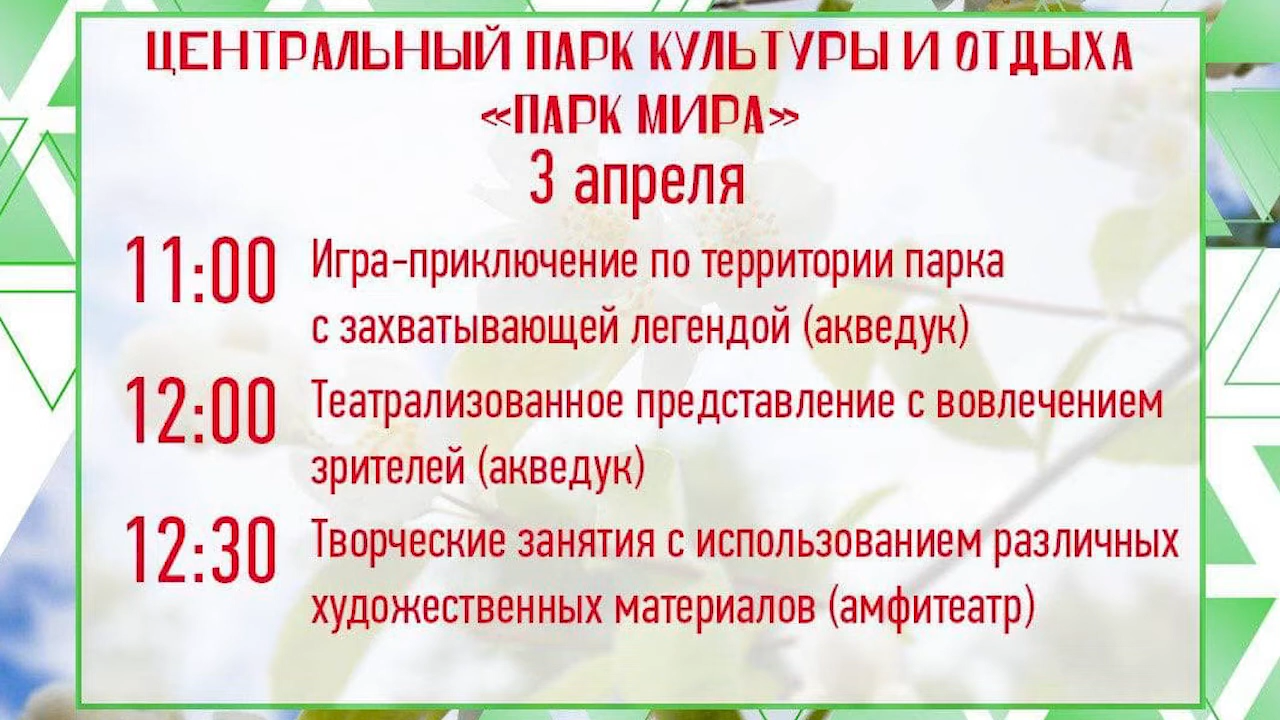 ЦЕНТРАЛЬНЫЙ ПАРК КУЛЬТУРЫ И ОТДЫХА
«ПАРК МИРА»
3 апреля
11:00 Игра-приключение по территории парка
с захватывающей легендой (акведук)
12:00 Театрализованное представление с вовлечением
зрителей (акведук)
12:30 Творческие занятия с использованием различных
художественных материалов (амфитеатр)